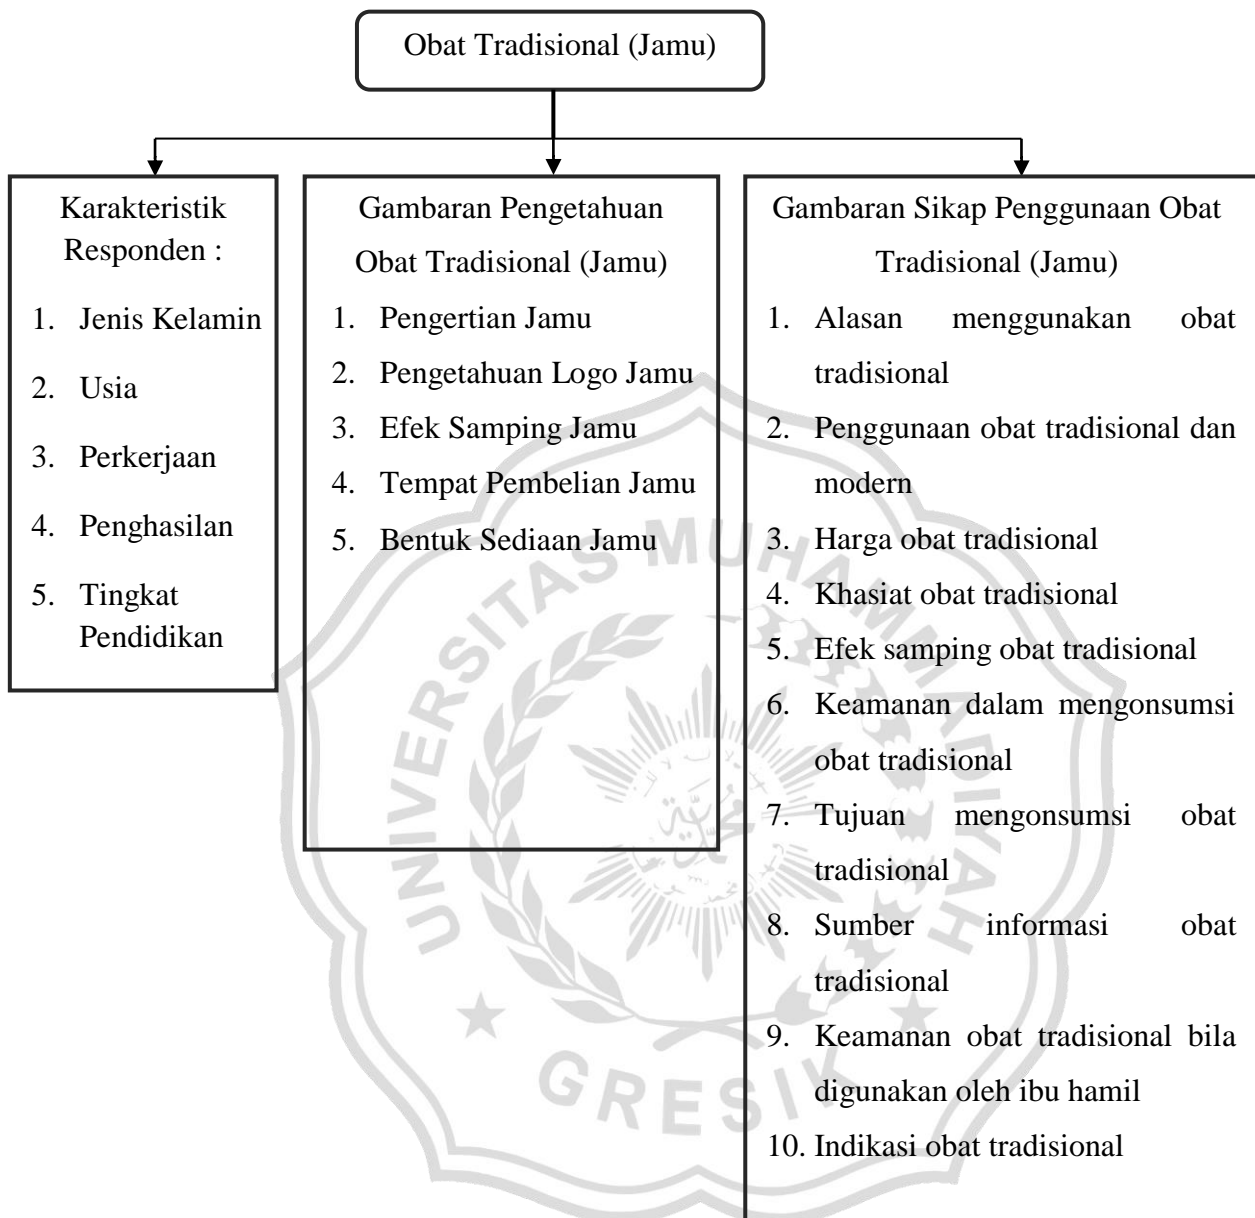 Obat Tradisional (Jamu)
Karakteristik
Responden :
1. Jenis Kelamin
2. Usia
3. Perkerjaan
4. Penghasilan
5. Tingkat
Pendidikan
Gambaran Pengetahuan
Obat Tradisional (Jamu)
1. Pengertian Jamu
2. Pengetahuan Logo Jamu
3. Efek Samping Jamu
4. Tempat Pembelian Jamu
5. Bentuk Sediaan Jamu
Gambaran Sikap Penggunaan Obat
Tradisional (Jamu)
1. Alasan menggunakan obat
tradisional
2. Penggunaan obat tradisional dan
modern
3. Harga obat tradisional
4. Khasiat obat tradisional
5. Efek samping obat tradisional
6. Keamanan dalam mengonsumsi
obat tradisional
7. Tujuan mengonsumsi obat
tradisional
8. Sumber informasi obat
tradisional
9. Keamanan obat tradisional bila
digunakan oleh ibu hamil
10. Indikasi obat tradisional
UNIVERSITAS MUHAMMADIYAH
GRESIK